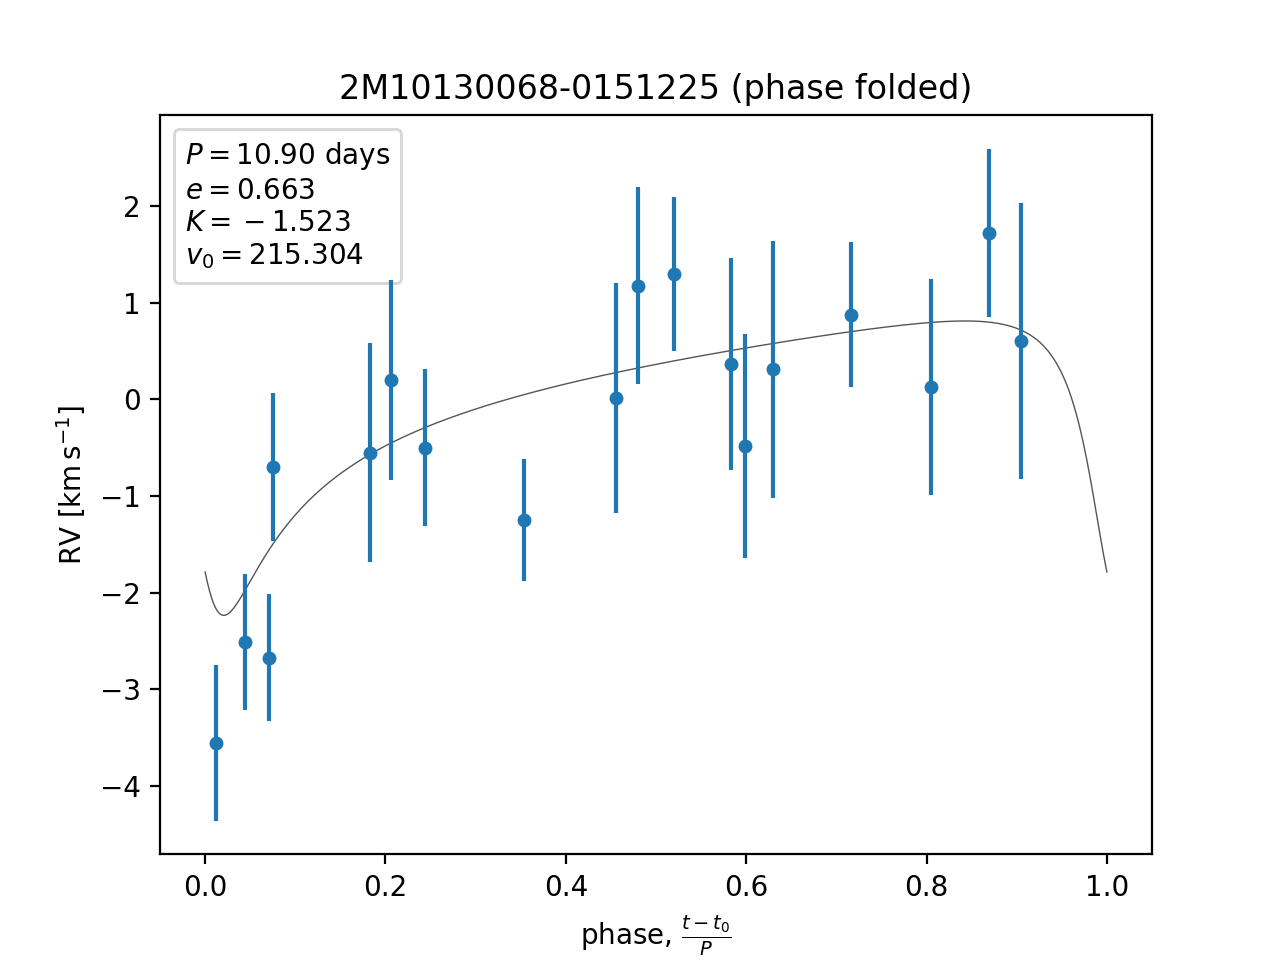 2M10130068-0151225 (phase folded)
P = 10.90 days
e = 0.663
K = −1.523
v₀ = 215.304
2
1
0
−1
−2
−3
−4
RV [km s⁻¹]
0.0 0.2 0.4 0.6 0.8 1.0
phase, (t − t₀)/P